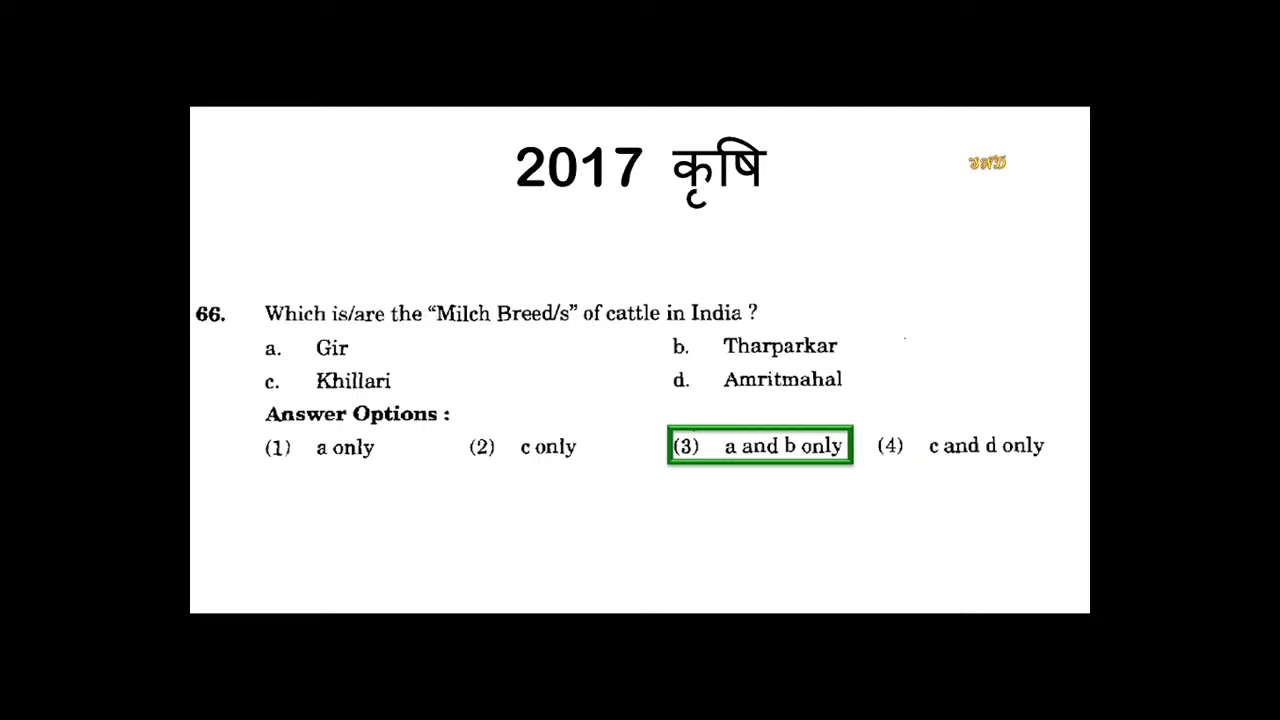 2017 कृषि
66. Which is/are the “Milch Breed/s” of cattle in India ?
a. Gir b. Tharparkar
c. Khillari d. Amritmahal
Answer Options :
(1) a only (2) c only (3) a and b only (4) c and d only